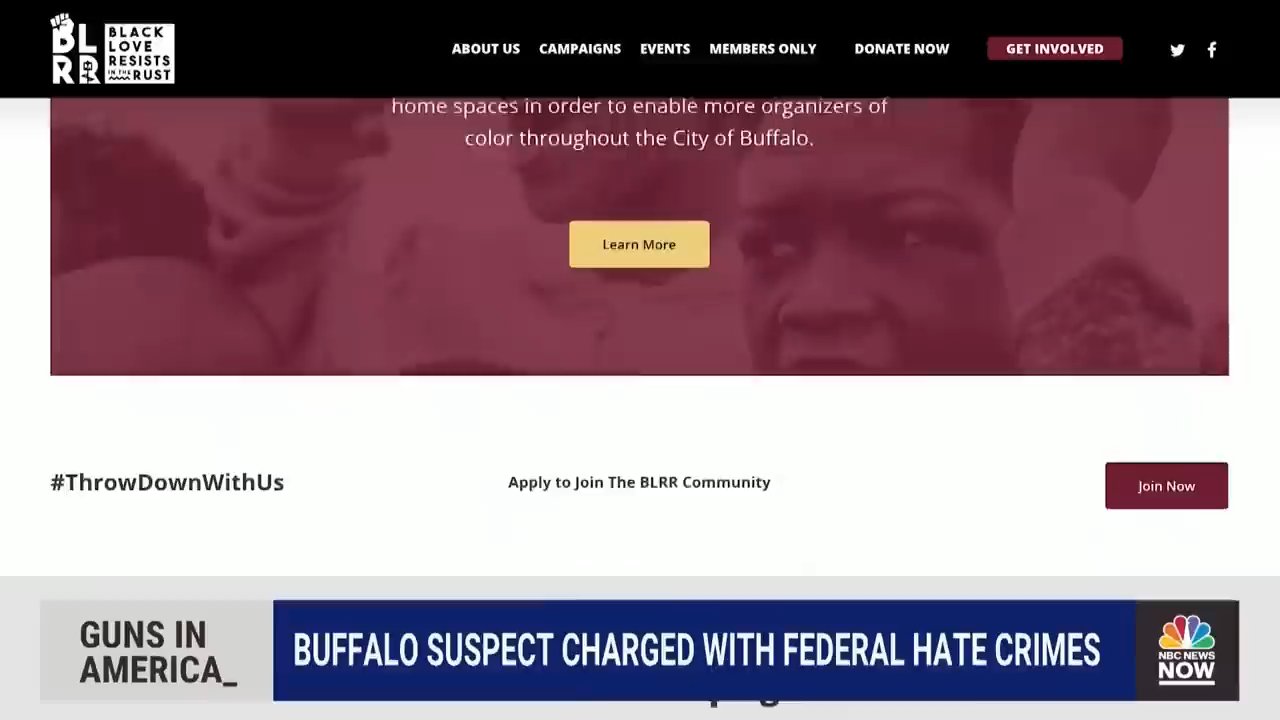 BL
RR
BLACK
LOVE
RESISTS
IN THE RUST
ABOUT US CAMPAIGNS EVENTS MEMBERS ONLY DONATE NOW GET INVOLVED
home spaces in order to enable more organizers of
color throughout the City of Buffalo.
Learn More
#ThrowDownWithUs
Apply to Join The BLRR Community
Join Now
GUNS IN
AMERICA_
BUFFALO SUSPECT CHARGED WITH FEDERAL HATE CRIMES
NBC NEWS
NOW